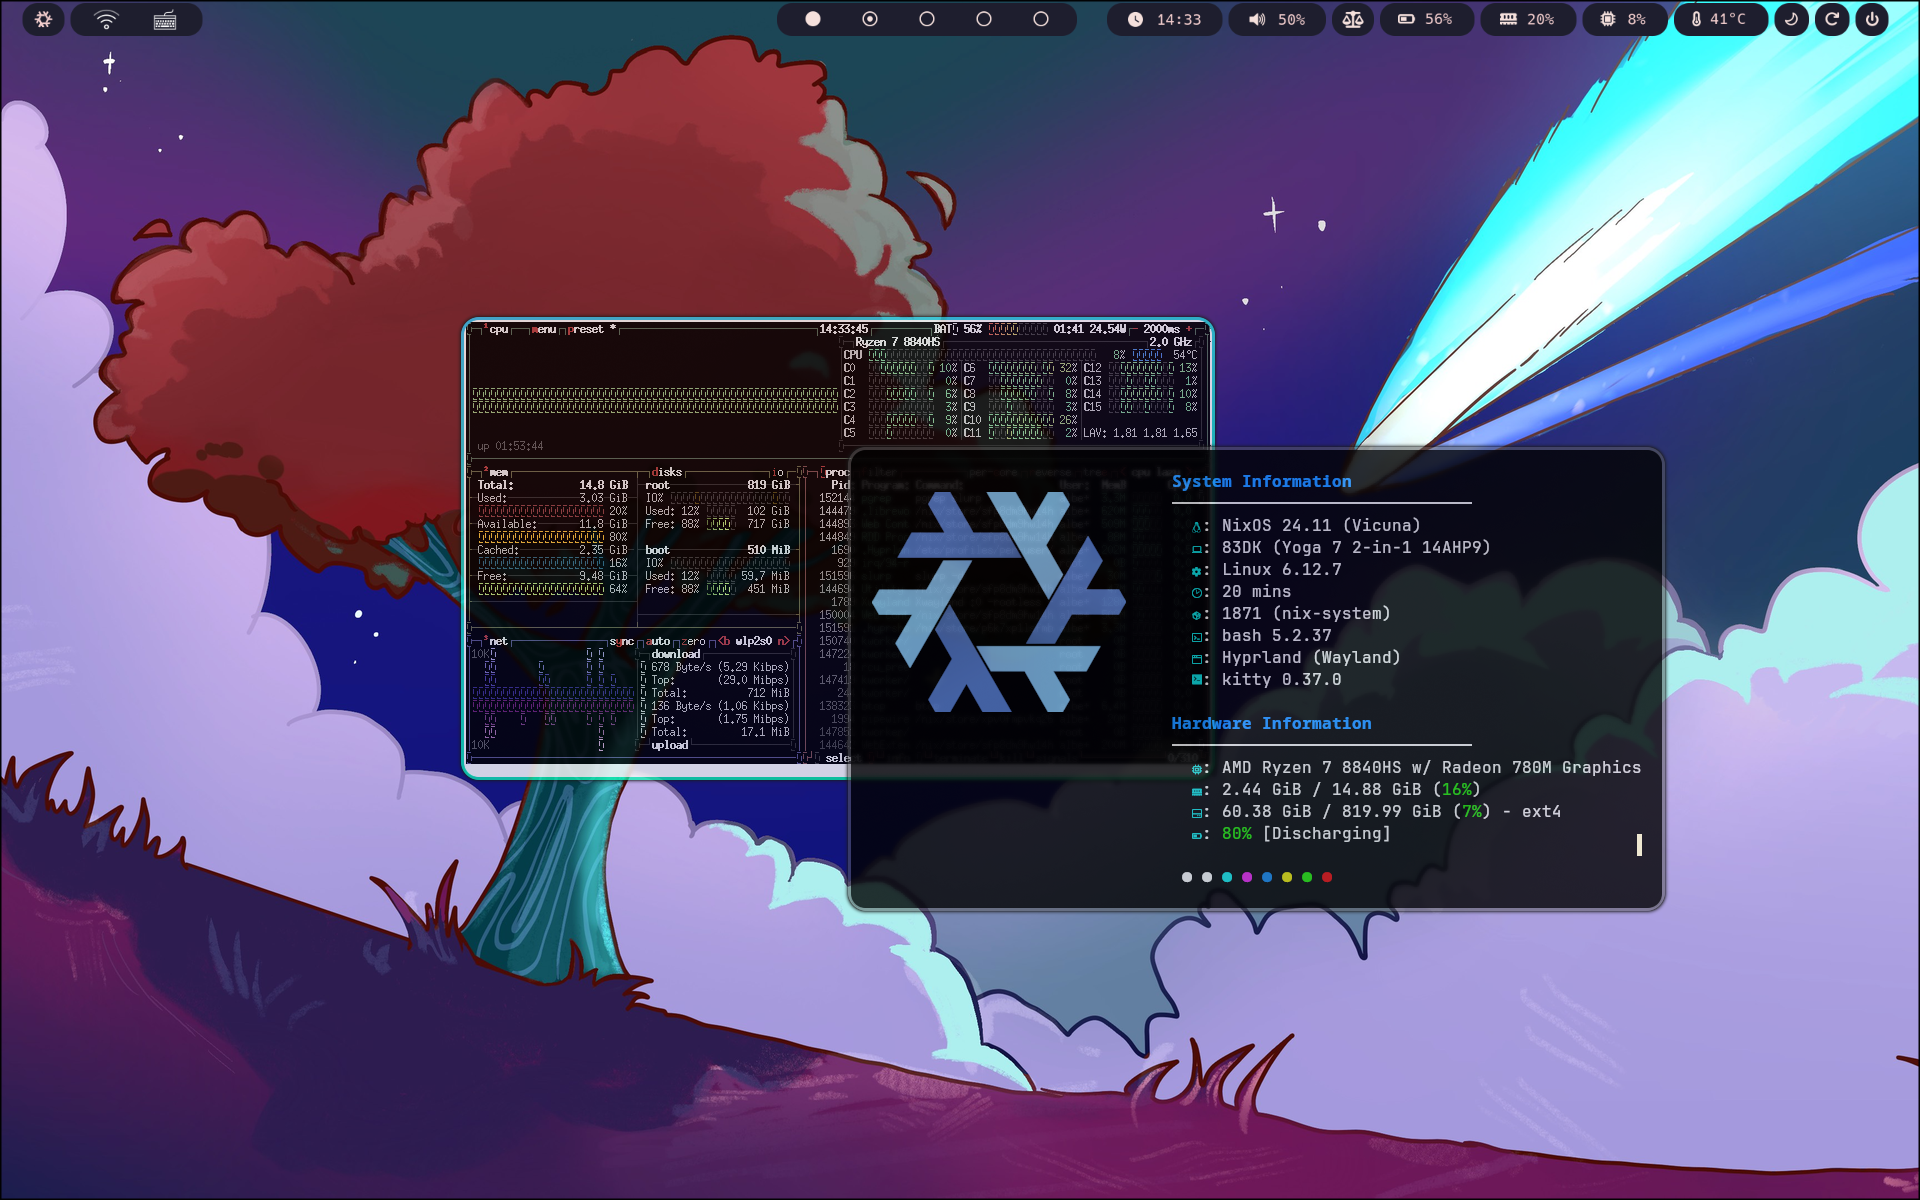 14:33 50% 56% 20% 8% 41°C
¹cpu menu preset * 14:33:45 BAT 56% 01:41 24.54W - 2000ms +
Ryzen 7 8840HS 2.0 GHz
CPU 8% 54°C
C0 10% C6 32% C12 13%
C1 0% C7 0% C13 1%
C2 6% C8 8% C14 10%
C3 3% C9 3% C15 8%
C4 9% C10 26%
C5 0% C11 2% LAV: 1.81 1.81 1.65
up 01:53:44
²mem
Total: 14.8 GiB
Used: 3.03 GiB
20%
Available: 11.8 GiB
80%
Cached: 2.35 GiB
16%
Free: 9.48 GiB
64%
disks io
root 819 GiB
IO%
Used: 12% 102 GiB
Free: 88% 717 GiB
boot 510 MiB
IO%
Used: 12% 59.7 MiB
Free: 88% 451 MiB
proc
Pid:
³net sync auto zero <b wlp2s0 n>
10K
download
678 Byte/s (5.29 Kibps)
Top: (29.0 Mibps)
Total: 712 MiB
136 Byte/s (1.06 Kibps)
Top: (1.75 Mibps)
Total: 17.1 MiB
upload
10K
System Information
: NixOS 24.11 (Vicuna)
: 83DK (Yoga 7 2-in-1 14AHP9)
: Linux 6.12.7
: 20 mins
: 1871 (nix-system)
: bash 5.2.37
: Hyprland (Wayland)
: kitty 0.37.0
Hardware Information
: AMD Ryzen 7 8840HS w/ Radeon 780M Graphics
: 2.44 GiB / 14.88 GiB (16%)
: 60.38 GiB / 819.99 GiB (7%) - ext4
: 80% [Discharging]